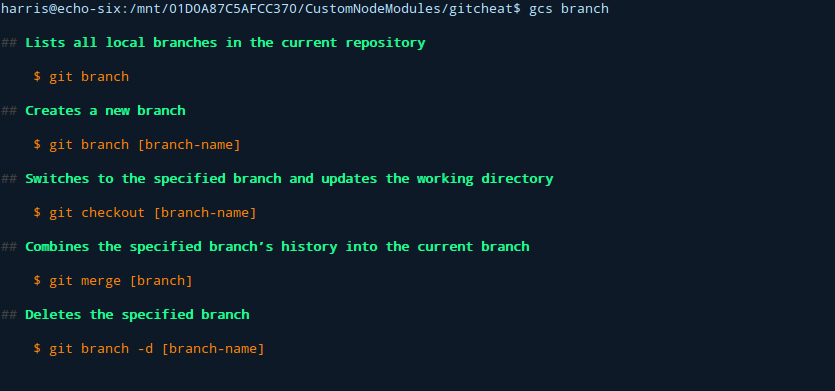 harris@echo-six:/mnt/01D0A87C5AFCC370/CustomNodeModules/gitcheat$ gcs branch
## Lists all local branches in the current repository
$ git branch
## Creates a new branch
$ git branch [branch-name]
## Switches to the specified branch and updates the working directory
$ git checkout [branch-name]
## Combines the specified branch’s history into the current branch
$ git merge [branch]
## Deletes the specified branch
$ git branch -d [branch-name]